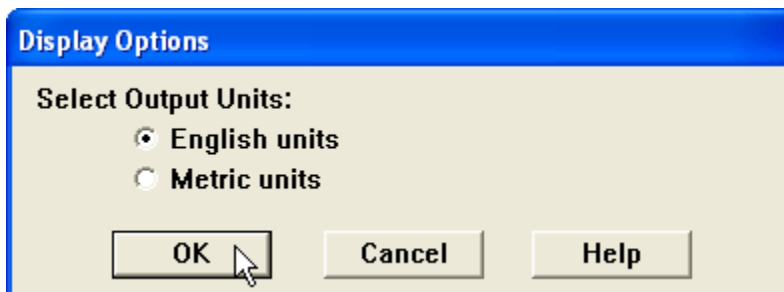 Display Options
Select Output Units:
English units
Metric units
OK Cancel Help